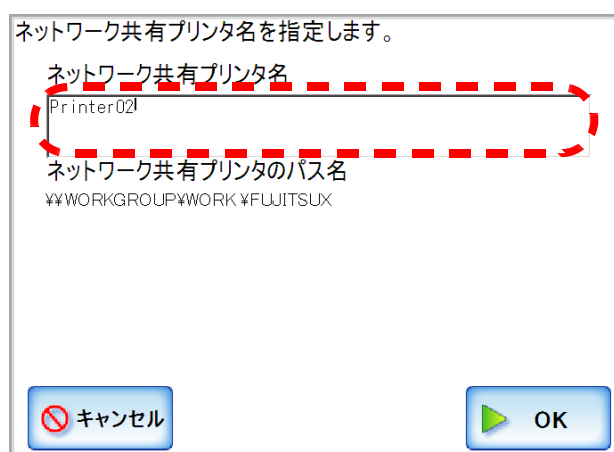 ネットワーク共有プリンタ名を指定します。
ネットワーク共有プリンタ名
Printer02
ネットワーク共有プリンタのパス名
¥¥WORKGROUP¥WORK¥FUJITSUX
キャンセル
OK